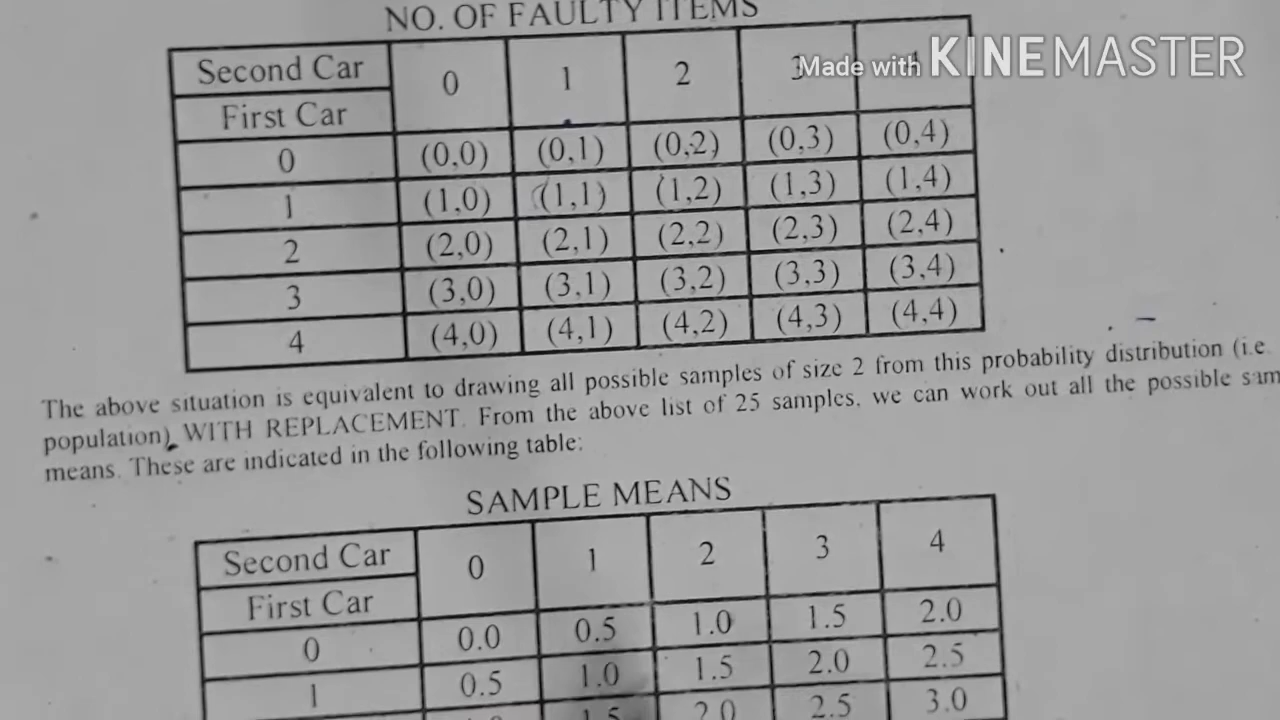 NO. OF FAULTY ITEMS
Second Car 0 1 2 3
First Car
0 (0,0) (0,1) (0,2) (0,3) (0,4)
1 (1,0) (1,1) (1,2) (1,3) (1,4)
2 (2,0) (2,1) (2,2) (2,3) (2,4)
3 (3,0) (3,1) (3,2) (3,3) (3,4)
4 (4,0) (4,1) (4,2) (4,3) (4,4)
Made with KINEMASTER
The above situation is equivalent to drawing all possible samples of size 2 from this probability distribution (i.e.
population) WITH REPLACEMENT. From the above list of 25 samples, we can work out all the possible sam
means. These are indicated in the following table:
SAMPLE MEANS
Second Car 0 1 2 3 4
First Car
0 0.0 0.5 1.0 1.5 2.0
1 0.5 1.0 1.5 2.0 2.5
1.5 2.0 2.5 3.0